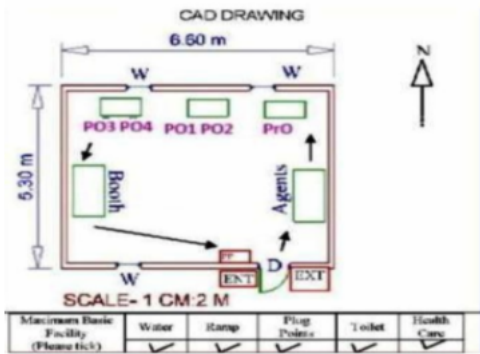 CAD DRAWING
6.60 m
N
W W
PO3 PO4 PO1 PO2 PrO
5.30 m
Booth
Agents
D
W
ENT EXT
SCALE- 1 CM:2 M
Maximum Basic Facility (Please tick) Water Ramp Plug Points Toilet Health Care